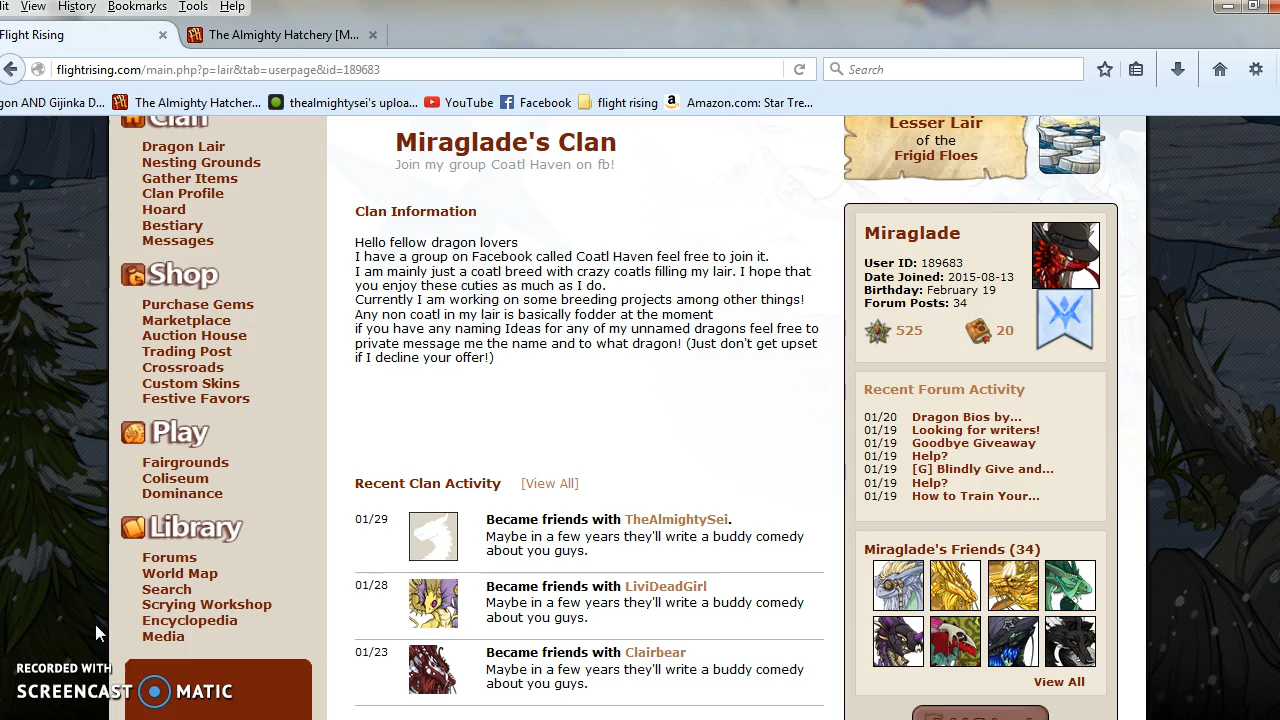 it View History Bookmarks Tools Help
Flight Rising
The Almighty Hatchery [M...
flightrising.com/main.php?p=lair&tab=userpage&id=189683
Search
gon AND Gijinka D...
The Almighty Hatcher...
thealmightysei's uploa...
YouTube
Facebook
flight rising
Amazon.com: Star Tre...
Clan
Dragon Lair
Nesting Grounds
Gather Items
Clan Profile
Hoard
Bestiary
Messages
Shop
Purchase Gems
Marketplace
Auction House
Trading Post
Crossroads
Custom Skins
Festive Favors
Play
Fairgrounds
Coliseum
Dominance
Library
Forums
World Map
Search
Scrying Workshop
Encyclopedia
Media
RECORDED WITH
SCREENCAST MATIC
Miraglade's Clan
Join my group Coatl Haven on fb!
Clan Information
Hello fellow dragon lovers
I have a group on Facebook called Coatl Haven feel free to join it.
I am mainly just a coatl breed with crazy coatls filling my lair. I hope that
you enjoy these cuties as much as I do.
Currently I am working on some breeding projects among other things!
Any non coatl in my lair is basically fodder at the moment
if you have any naming Ideas for any of my unnamed dragons feel free to
private message me the name and to what dragon! (Just don't get upset
if I decline your offer!)
Recent Clan Activity [View All]
01/29 Became friends with TheAlmightySei.
Maybe in a few years they'll write a buddy comedy
about you guys.
01/28 Became friends with LiviDeadGirl
Maybe in a few years they'll write a buddy comedy
about you guys.
01/23 Became friends with Clairbear
Maybe in a few years they'll write a buddy comedy
about you guys.
Lesser Lair
of the
Frigid Floes
Miraglade
User ID: 189683
Date Joined: 2015-08-13
Birthday: February 19
Forum Posts: 34
525 20
Recent Forum Activity
01/20 Dragon Bios by...
01/19 Looking for writers!
01/19 Goodbye Giveaway
01/19 Help?
01/19 [G] Blindly Give and...
01/19 Help?
01/19 How to Train Your...
Miraglade's Friends (34)
View All